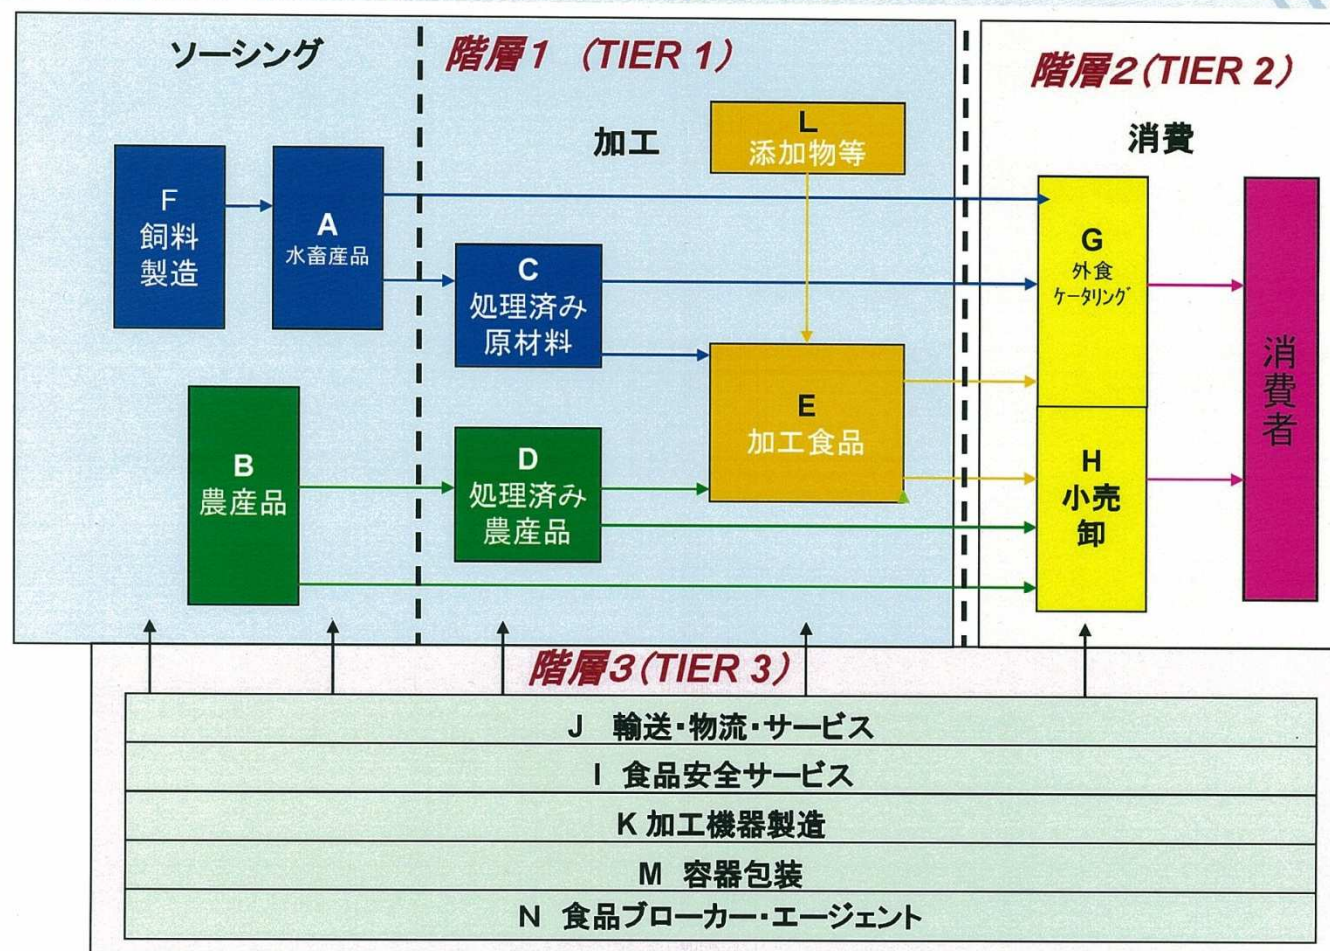 ソーシング
階層1 (TIER 1)
階層2(TIER 2)
加工
消費
L
添加物等
F
飼料
製造
A
水畜産品
C
処理済み
原材料
G
外食
ｹｰﾀﾘﾝｸﾞ
消費者
E
加工食品
B
農産品
D
処理済み
農産品
H
小売
卸
階層3(TIER 3)
J 輸送・物流・サービス
I 食品安全サービス
K 加工機器製造
M 容器包装
N 食品ブローカー・エージェント